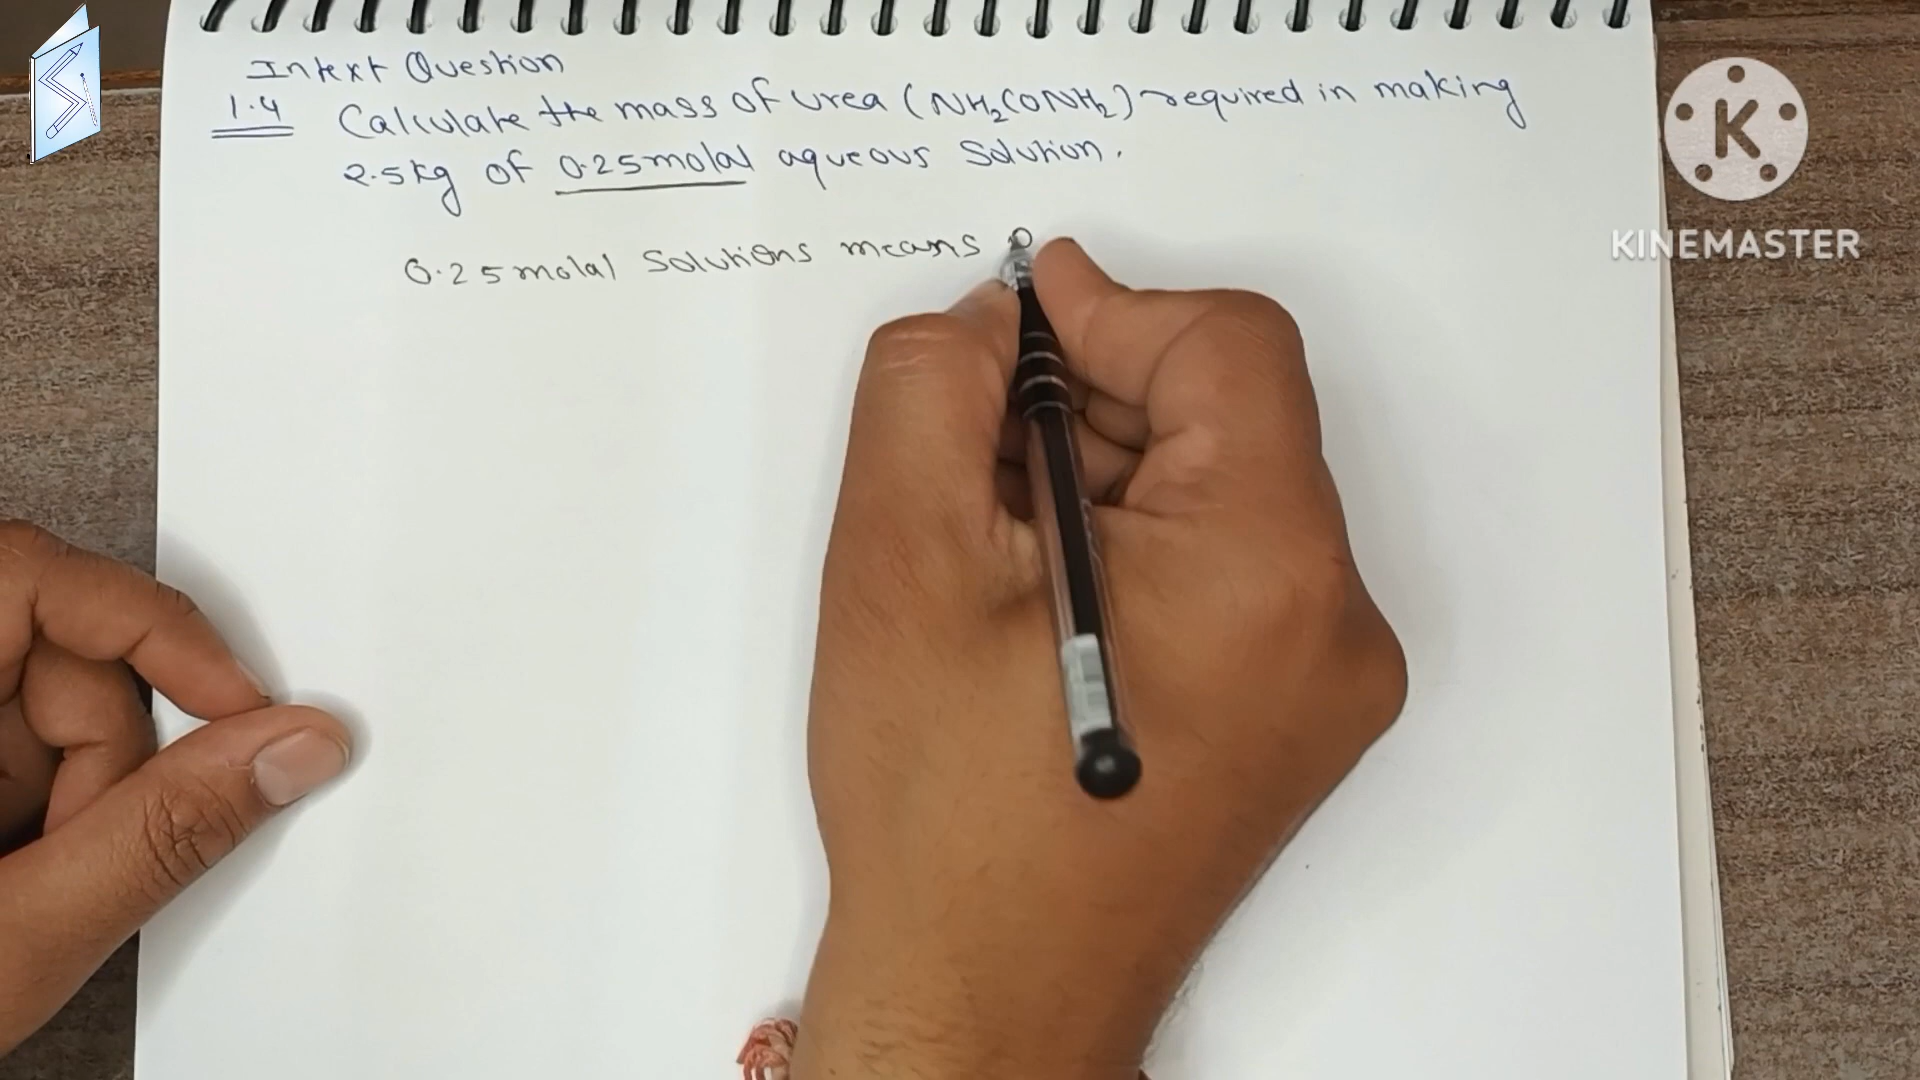 Intext Question
1.4 Calculate the mass of urea (NH₂CONH₂) required in making
2.5kg of 0.25molal aqueous solution.
0.25molal solutions means 0
K
KINEMASTER